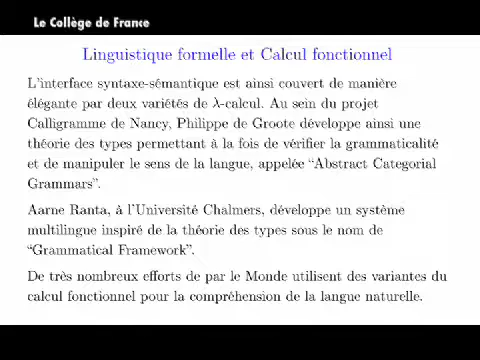 Le Collège de France
Linguistique formelle et Calcul fonctionnel
L'interface syntaxe-sémantique est ainsi couvert de manière
élégante par deux variétés de λ-calcul. Au sein du projet
Calligramme de Nancy, Philippe de Groote développe ainsi une
théorie des types permettant à la fois de vérifier la grammaticalité
et de manipuler le sens de la langue, appelée “Abstract Categorial
Grammars”.
Aarne Ranta, à l'Université Chalmers, développe un système
multilingue inspiré de la théorie des types sous le nom de
“Grammatical Framework”.
De très nombreux efforts de par le Monde utilisent des variantes du
calcul fonctionnel pour la compréhension de la langue naturelle.